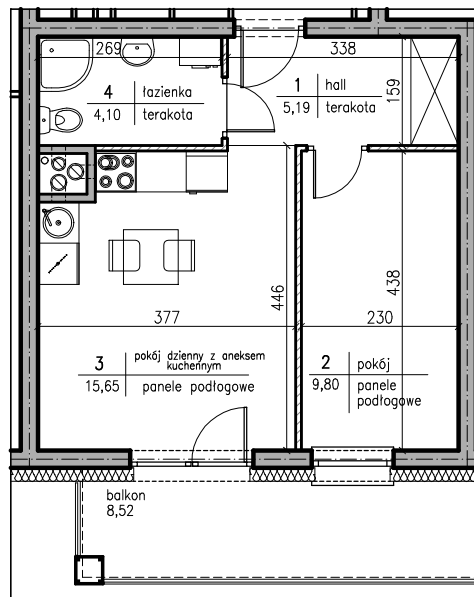 269
338
4 łazienka
4,10 terakota
1 hall
5,19 terakota
159
446
438
377
230
3 pokój dzienny z aneksem
kuchennym
15,65 panele podłogowe
2 pokój
9,80 panele
podłogowe
balkon
8,52